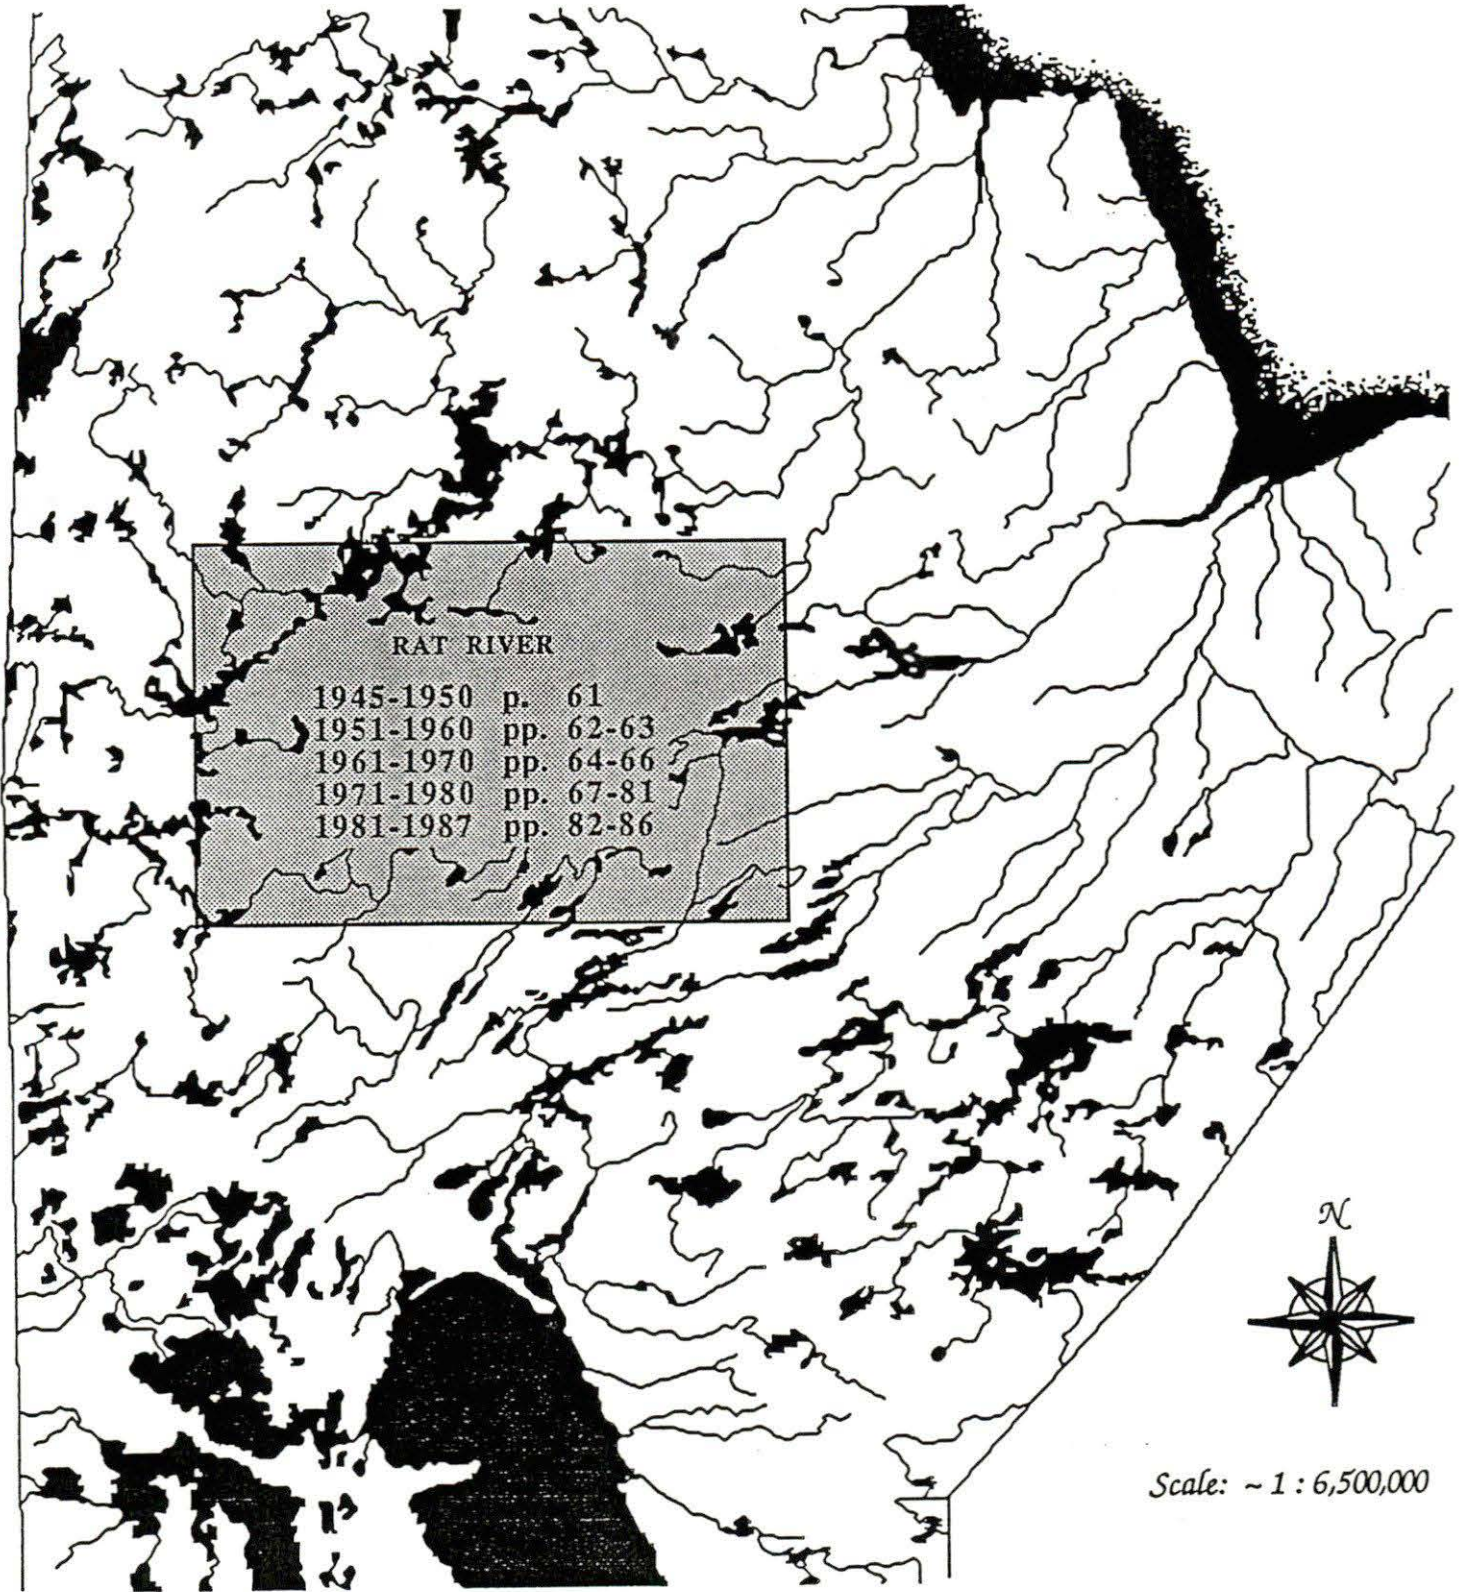 RAT RIVER
1945-1950 p. 61
1951-1960 pp. 62-63
1961-1970 pp. 64-66
1971-1980 pp. 67-81
1981-1987 pp. 82-86
N
Scale: ~ 1 : 6,500,000